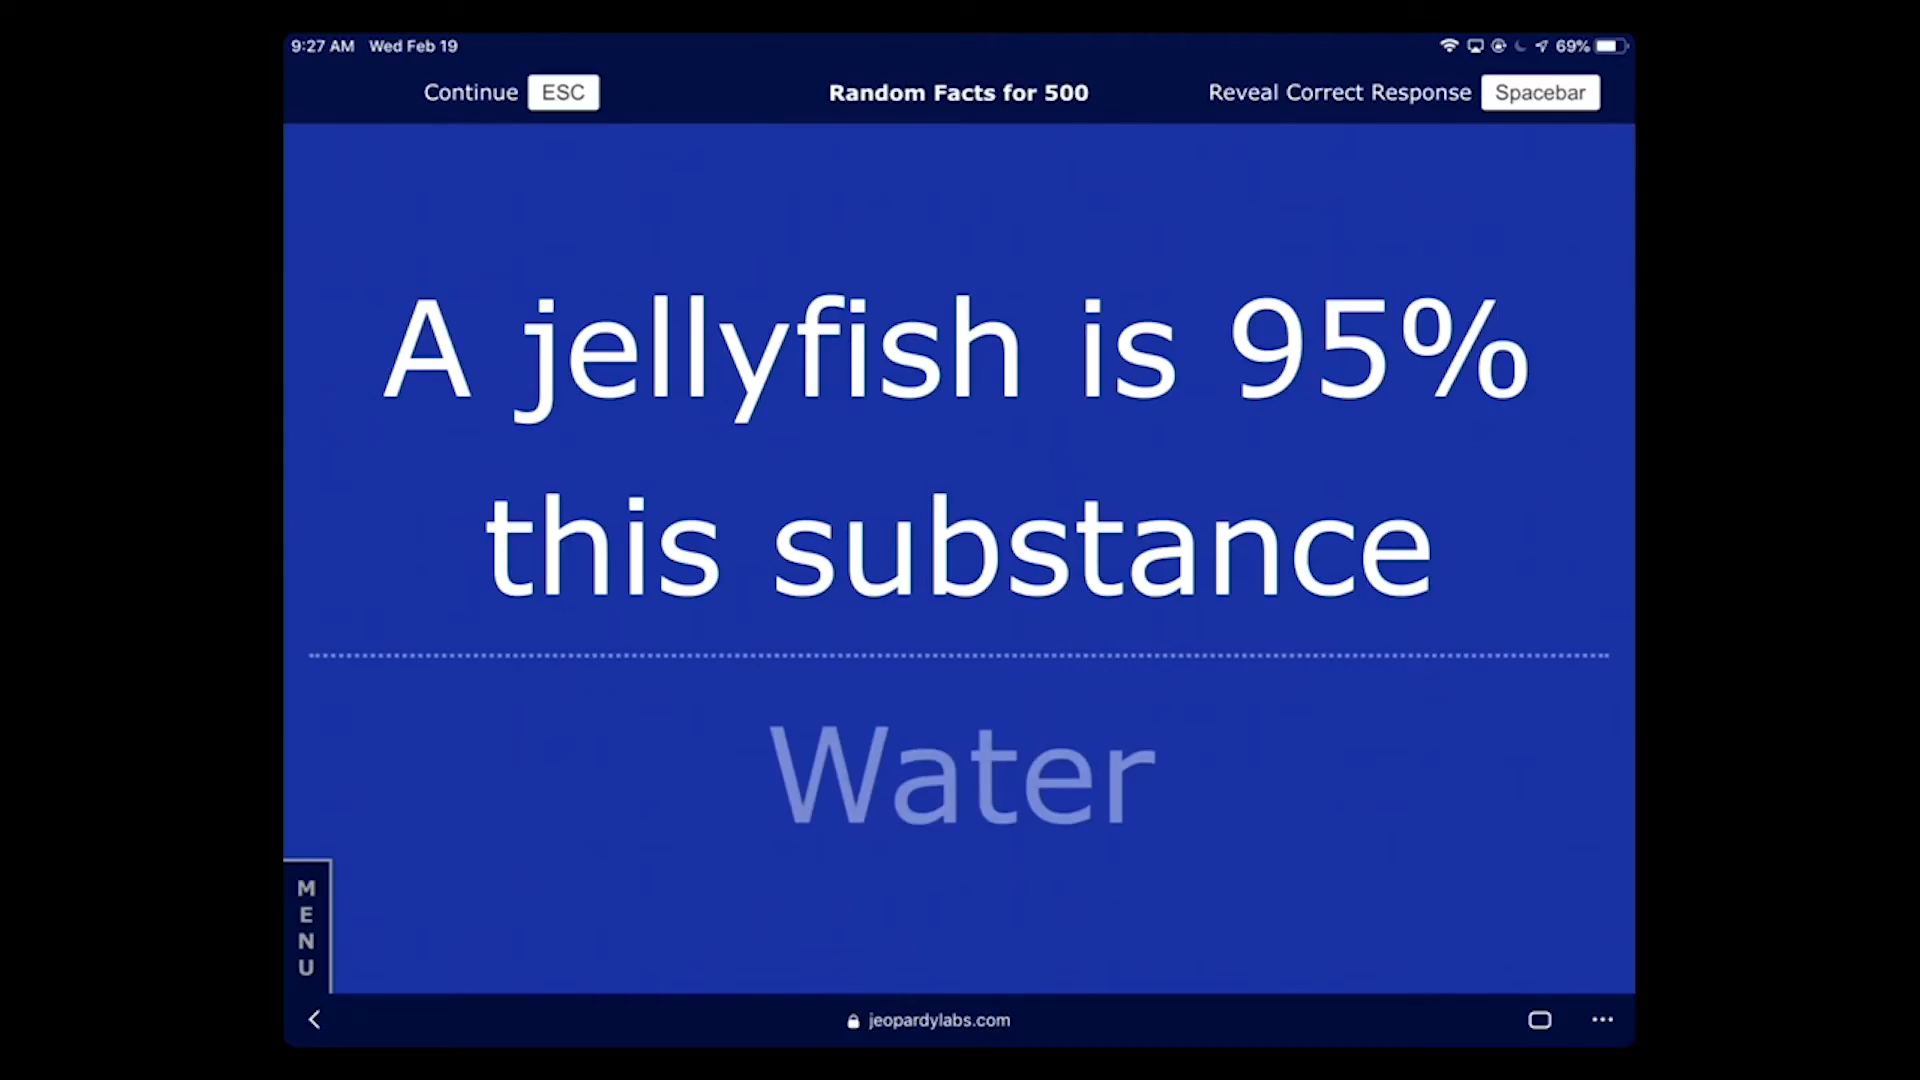 9:27 AM Wed Feb 19 69%
Continue ESC Random Facts for 500 Reveal Correct Response Spacebar
A jellyfish is 95%
this substance
Water
MENU
jeopardylabs.com